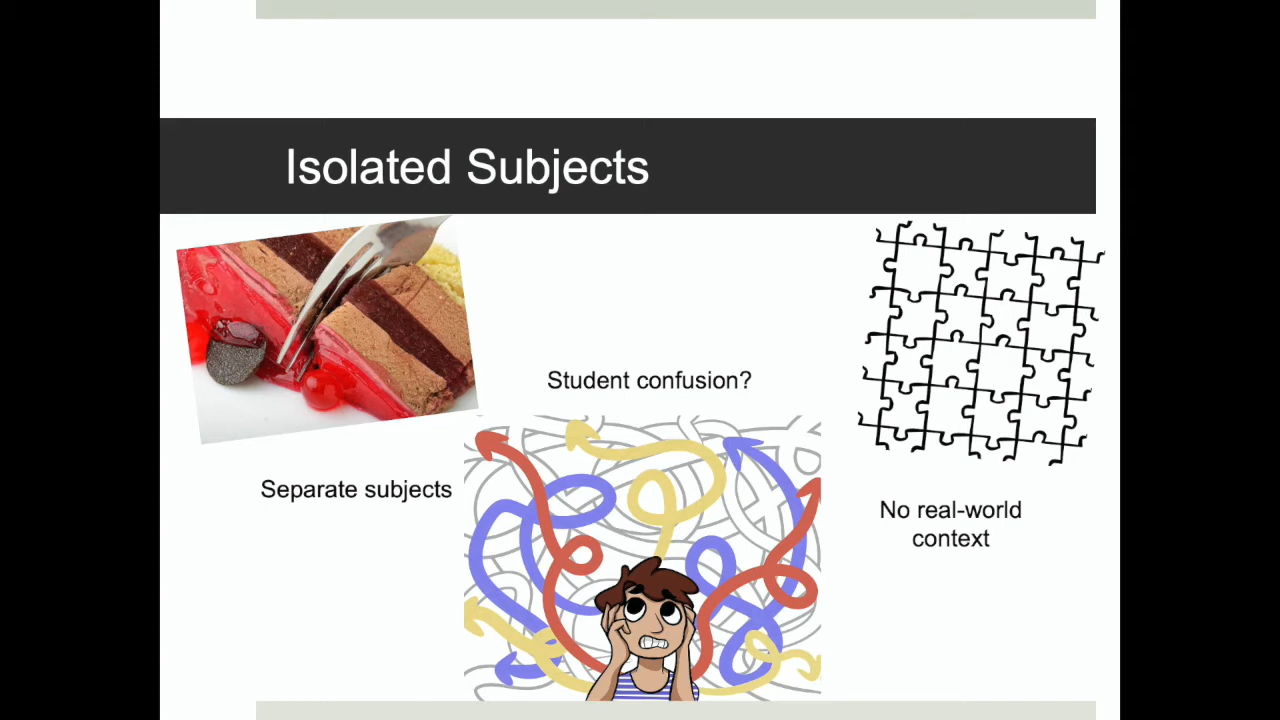 Isolated Subjects
Student confusion?
Separate subjects
No real-world
context